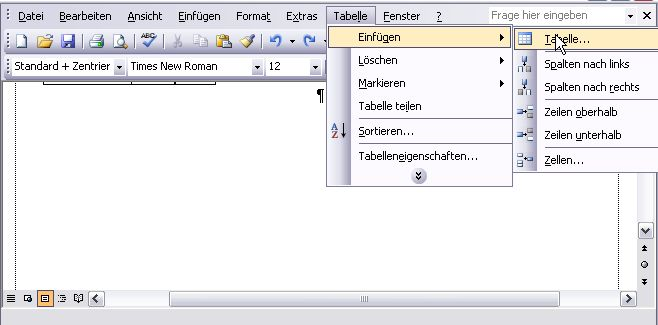 Datei Bearbeiten Ansicht Einfügen Format Extras Tabelle Fenster ? Frage hier eingeben
Standard + Zentrier Times New Roman 12
Einfügen
Löschen
Markieren
Tabelle teilen
Sortieren...
Tabelleneigenschaften...
Tabelle...
Spalten nach links
Spalten nach rechts
Zeilen oberhalb
Zeilen unterhalb
Zellen...
¶